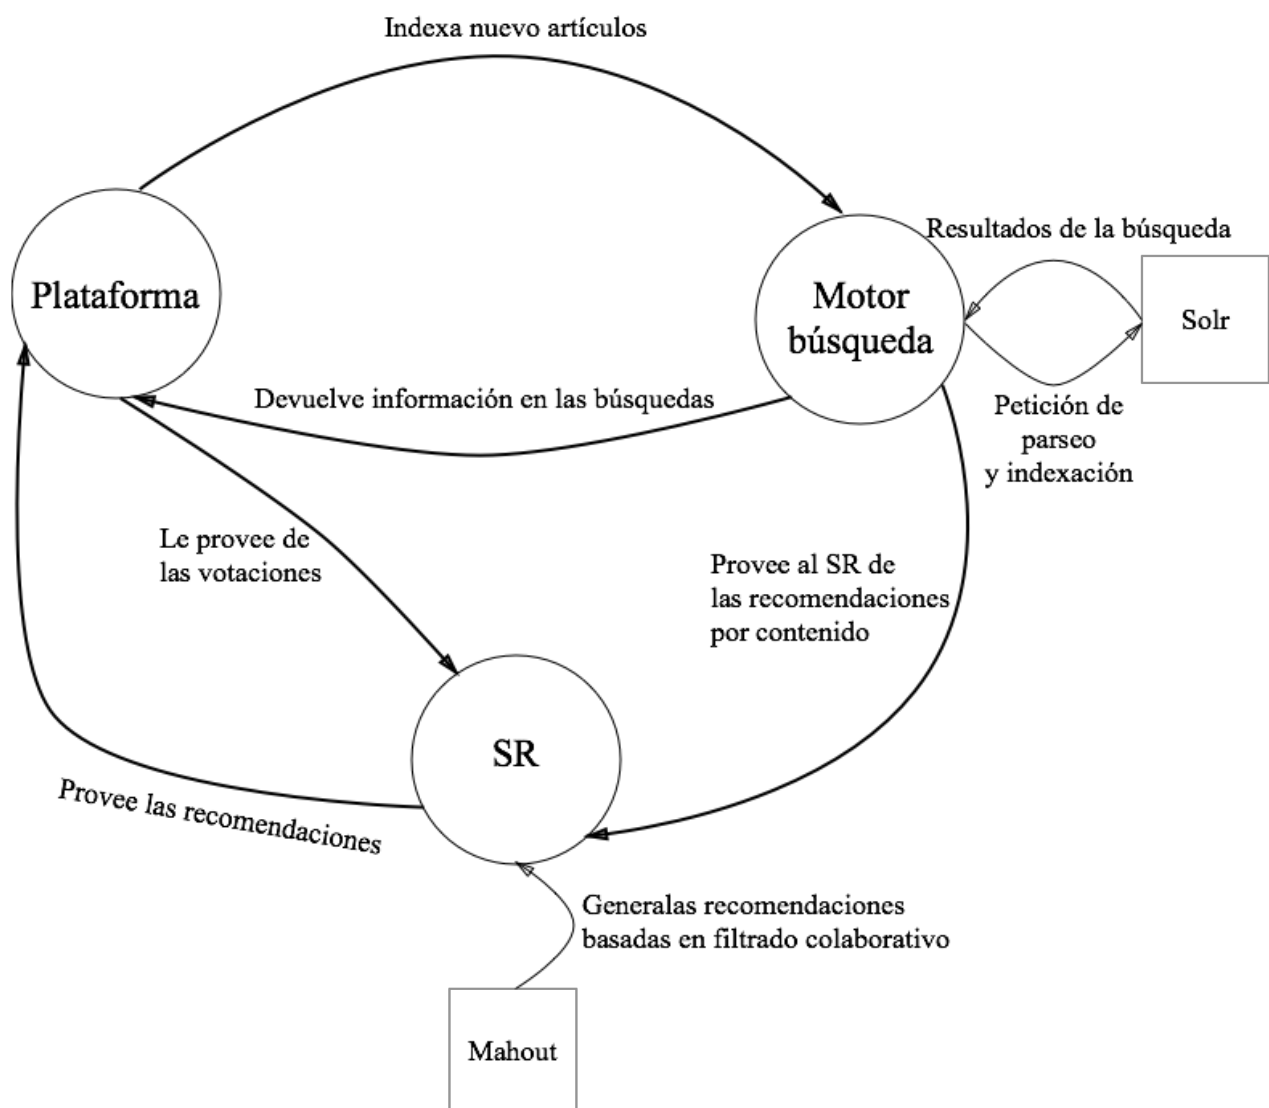 Indexa nuevo artículos
Resultados de la búsqueda
Plataforma
Motor
búsqueda
Solr
Devuelve información en las búsquedas
Petición de
parseo
y indexación
Le provee de
las votaciones
Provee al SR de
las recomendaciones
por contenido
SR
Provee las recomendaciones
Generalas recomendaciones
basadas en filtrado colaborativo
Mahout